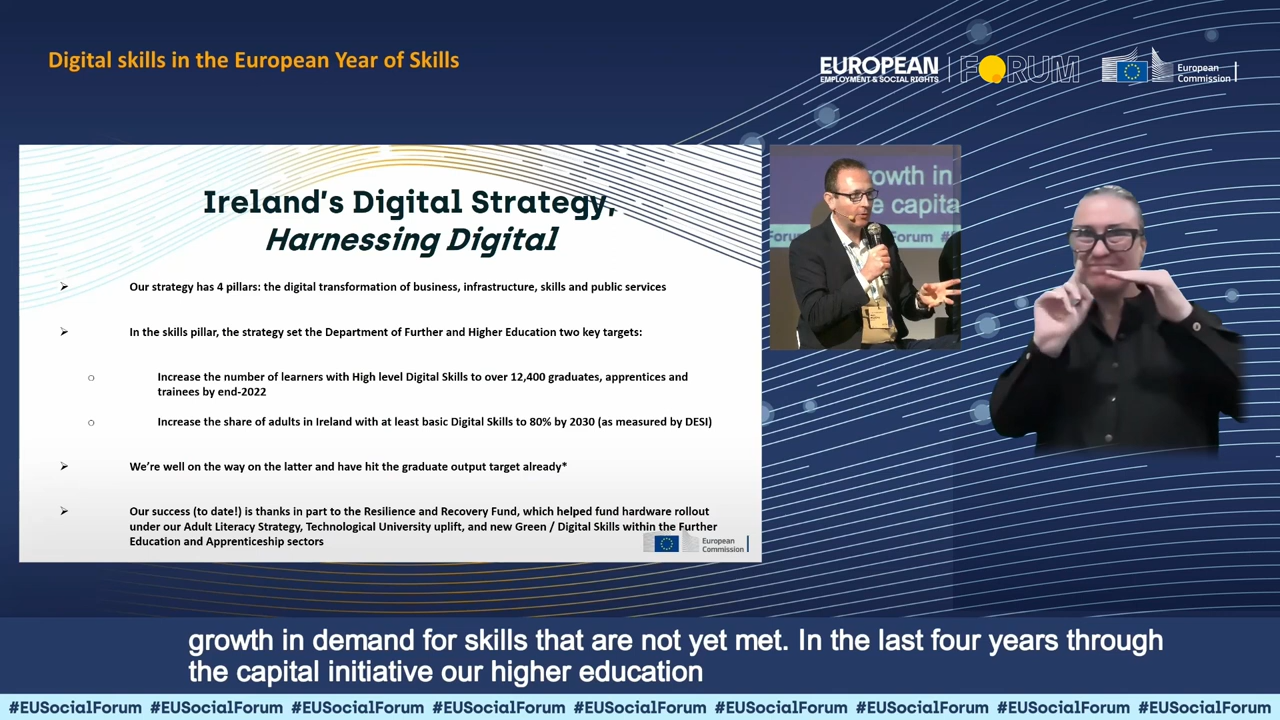 Digital skills in the European Year of Skills
EUROPEAN
EMPLOYMENT & SOCIAL RIGHTS
FORUM
European
Commission
Ireland's Digital Strategy,
Harnessing Digital
➢ Our strategy has 4 pillars: the digital transformation of business, infrastructure, skills and public services
➢ In the skills pillar, the strategy set the Department of Further and Higher Education two key targets:
○ Increase the number of learners with High level Digital Skills to over 12,400 graduates, apprentices and
trainees by end-2022
○ Increase the share of adults in Ireland with at least basic Digital Skills to 80% by 2030 (as measured by DESI)
➢ We're well on the way on the latter and have hit the graduate output target already*
➢ Our success (to date!) is thanks in part to the Resilience and Recovery Fund, which helped fund hardware rollout
under our Adult Literacy Strategy, Technological University uplift, and new Green / Digital Skills within the Further
Education and Apprenticeship sectors
European
Commission
rowth in
e capita
Forum
orum #
growth in demand for skills that are not yet met. In the last four years through
the capital initiative our higher education
#EUSocialForum #EUSocialForum #EUSocialForum #EUSocialForum #EUSocialForum #EUSocialForum #EUSocialForum #EUSocialForum #EUSocialForum